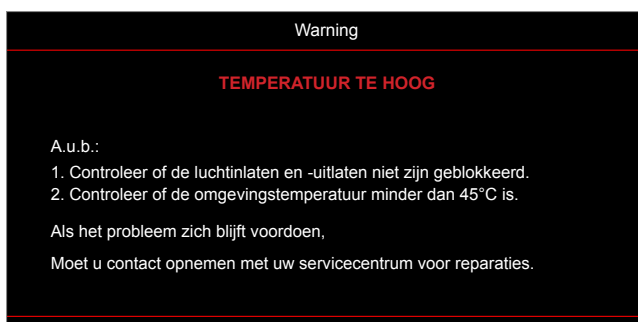 Warning
TEMPERATUUR TE HOOG
A.u.b.:
1. Controleer of de luchtinlaten en -uitlaten niet zijn geblokkeerd.
2. Controleer of de omgevingstemperatuur minder dan 45°C is.
Als het probleem zich blijft voordoen,
Moet u contact opnemen met uw servicecentrum voor reparaties.